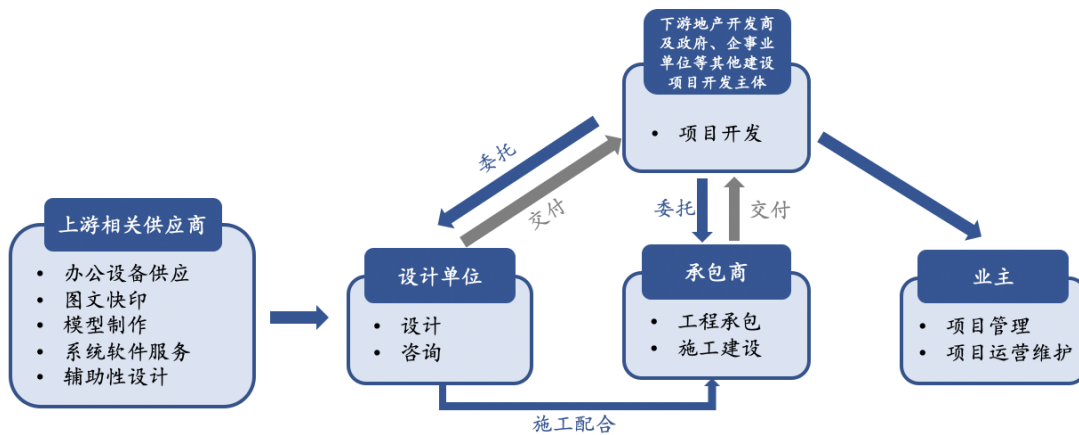 下游地产开发商
及政府、企事业
单位等其他建设
项目开发主体
• 项目开发
委托
交付
委托
交付
上游相关供应商
• 办公设备供应
• 图文快印
• 模型制作
• 系统软件服务
• 辅助性设计
设计单位
• 设计
• 咨询
承包商
• 工程承包
• 施工建设
业主
• 项目管理
• 项目运营维护
施工配合